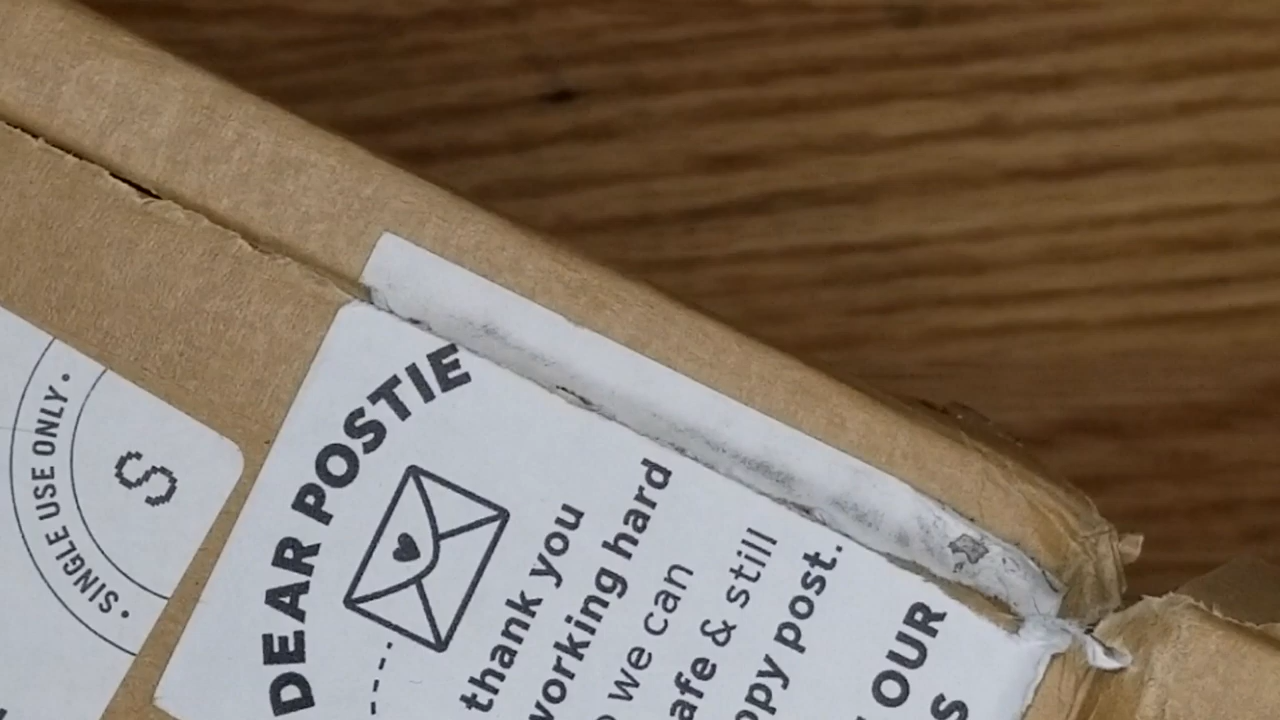 • SINGLE USE ONLY •
S
DEAR POSTIE
thank you
working hard
we can
& still
post.
OUR